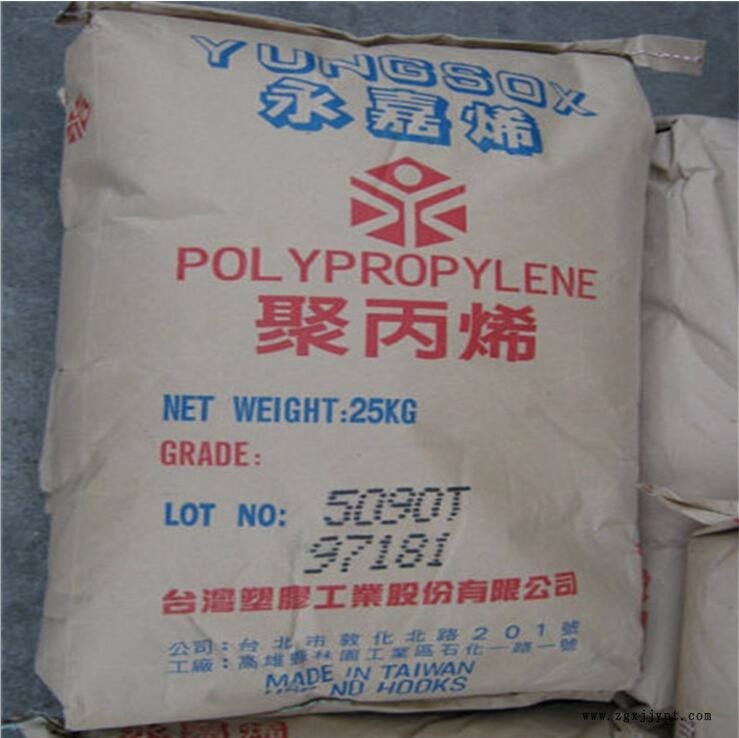 YUNGSOX
永嘉烯
POLYPROPYLENE
聚丙烯
NET WEIGHT:25KG
GRADE:
LOT NO: 5090T
97181
台灣塑膠工業股份有限公司
公司:台北市敦化北路201號
工廠:高雄縣林園工業區石化一路一號
MADE IN TAIWAN
USE NO HOOKS
www.zgxjjypt.com